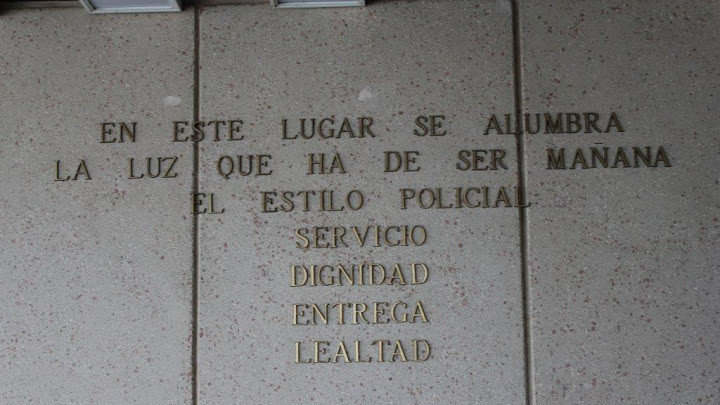 EN ESTE LUGAR SE ALUMBRA
LA LUZ QUE HA DE SER MAÑANA
EL ESTILO POLICIAL
SERVICIO
DIGNIDAD
ENTREGA
LEALTAD